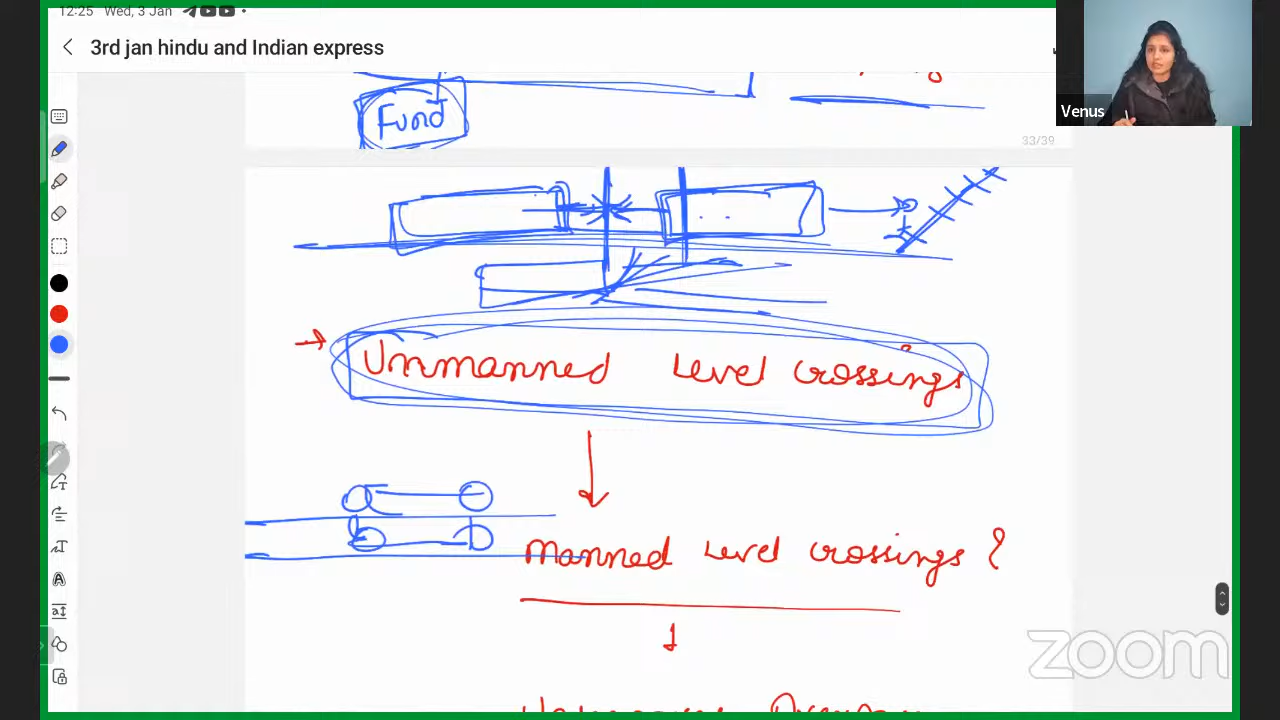 12:25 Wed, 3 Jan
3rd jan hindu and Indian express
Venus
Fund
33/39
Unmanned Level crossings
Manned Level crossings ?
zoom